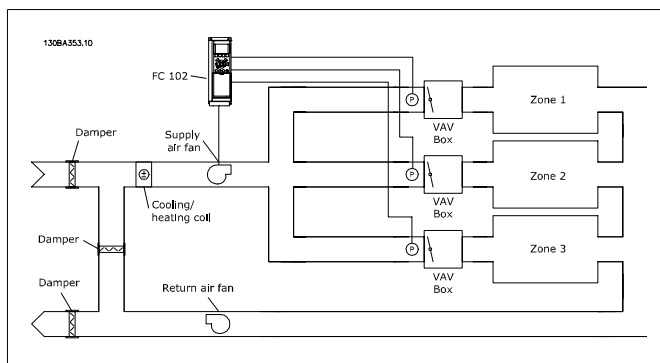 130BA353.10
FC 102
Damper
Supply
air fan
Cooling/
heating coil
Damper
Damper
Return air fan
P
VAV
Box
Zone 1
P
VAV
Box
Zone 2
P
VAV
Box
Zone 3